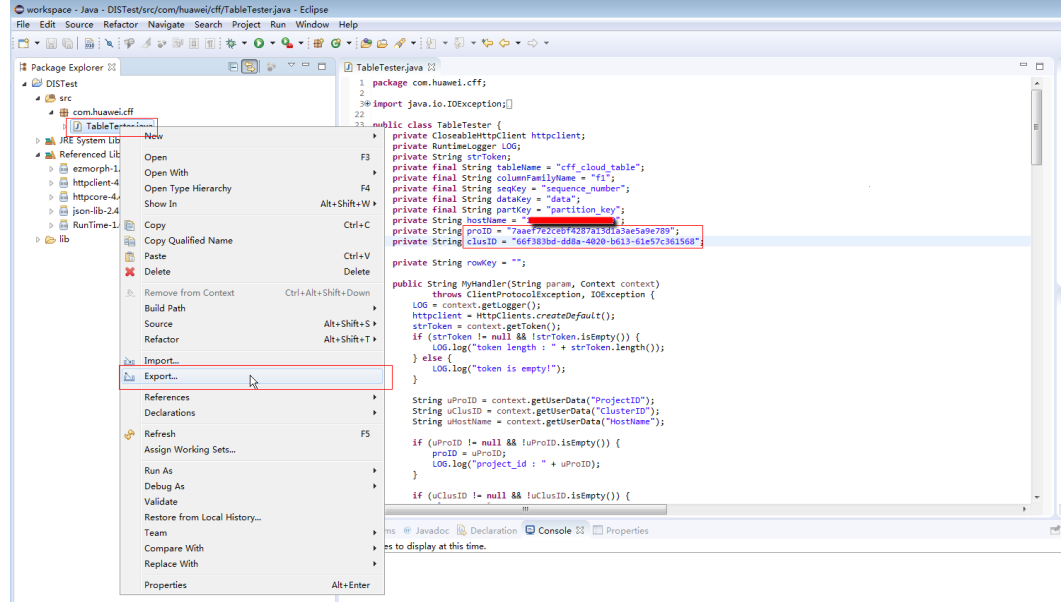 workspace - Java - DISTest/src/com/huawei/cff/TableTester.java - Eclipse
File Edit Source Refactor Navigate Search Project Run Window Help
Package Explorer
TableTester.java
DISTest
src
com.huawei.cff
TableTester.java
JRE System Lib
Referenced Lib
ezmorph-1.
httpclient-4
httpcore-4.
json-lib-2.4
RunTime-1.
lib
New
Open F3
Open With
Open Type Hierarchy F4
Show In Alt+Shift+W
Copy Ctrl+C
Copy Qualified Name
Paste Ctrl+V
Delete Delete
Remove from Context Ctrl+Alt+Shift+Down
Build Path
Source Alt+Shift+S
Refactor Alt+Shift+T
Import...
Export...
References
Declarations
Refresh F5
Assign Working Sets...
Run As
Debug As
Validate
Restore from Local History...
Team
Compare With
Replace With
Properties Alt+Enter
1 package com.huawei.cff;
2
3 import java.io.IOException;
22
23 public class TableTester {
private CloseableHttpClient httpclient;
private RuntimeLogger LOG;
private String strToken;
private final String tableName = "cff_cloud_table";
private final String columnFamilyName = "f1";
private final String seqKey = "sequence_number";
private final String dataKey = "data";
private final String partKey = "partition_key";
private String hostName = "
private String proID = "7aaef7e2cebf4287a13d1a3ae5a9e789";
private String clusID = "66f383bd-dd8a-4020-b613-61e57c361568";
private String rowKey = "";
public String MyHandler(String param, Context context)
throws ClientProtocolException, IOException {
LOG = context.getLogger();
httpclient = HttpClients.createDefault();
strToken = context.getToken();
if (strToken != null && !strToken.isEmpty()) {
LOG.log("token length : " + strToken.length());
} else {
LOG.log("token is empty!");
}
String uProID = context.getUserData("ProjectID");
String uClusID = context.getUserData("ClusterID");
String uHostName = context.getUserData("HostName");
if (uProID != null && !uProID.isEmpty()) {
proID = uProID;
LOG.log("project_id : " + uProID);
}
if (uClusID != null && !uClusID.isEmpty()) {
ms @ Javadoc Declaration Console Properties
es to display at this time.